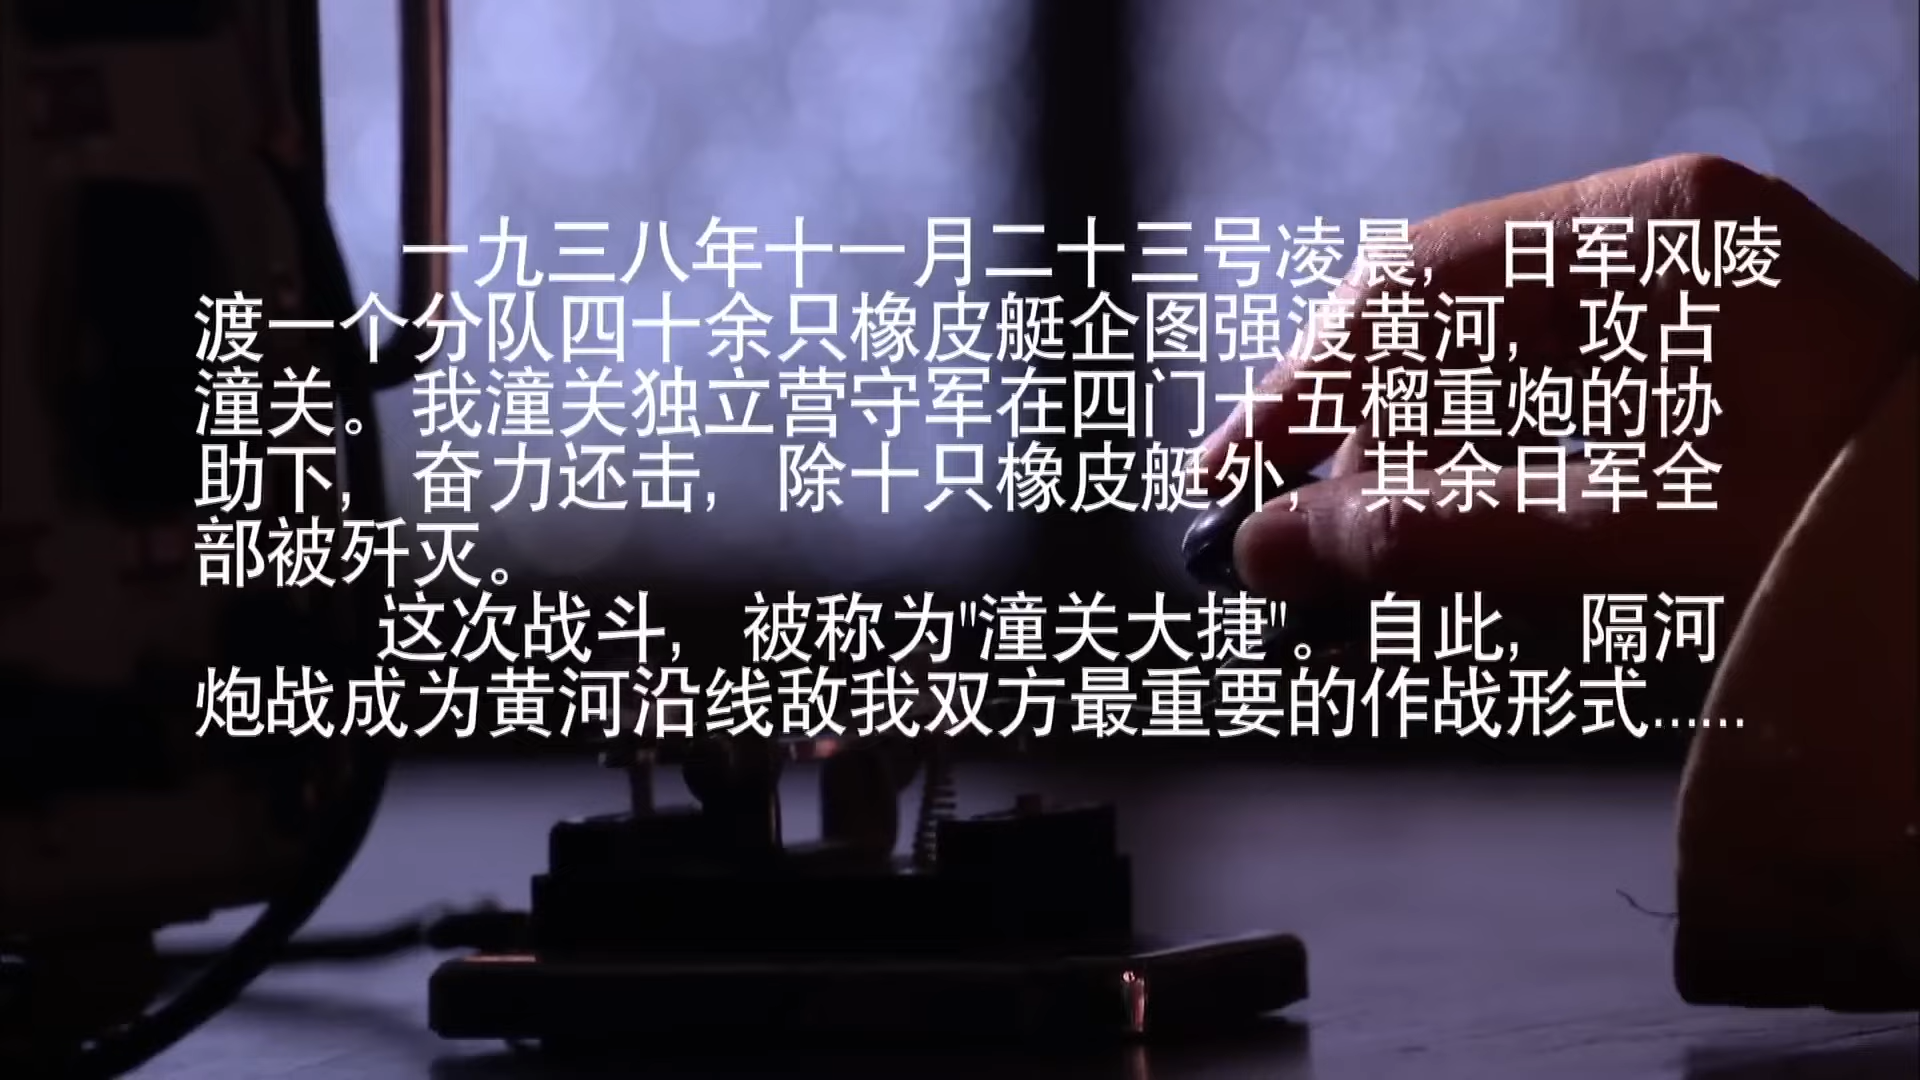 一九三八年十一月二十三号凌晨，日军风陵
渡一个分队四十余只橡皮艇企图强渡黄河，攻占
潼关。我潼关独立营守军在四门十五榴重炮的协
助下，奋力还击，除十只橡皮艇外，其余日军全
部被歼灭。
这次战斗，被称为"潼关大捷"。自此，隔河
炮战成为黄河沿线敌我双方最重要的作战形式……